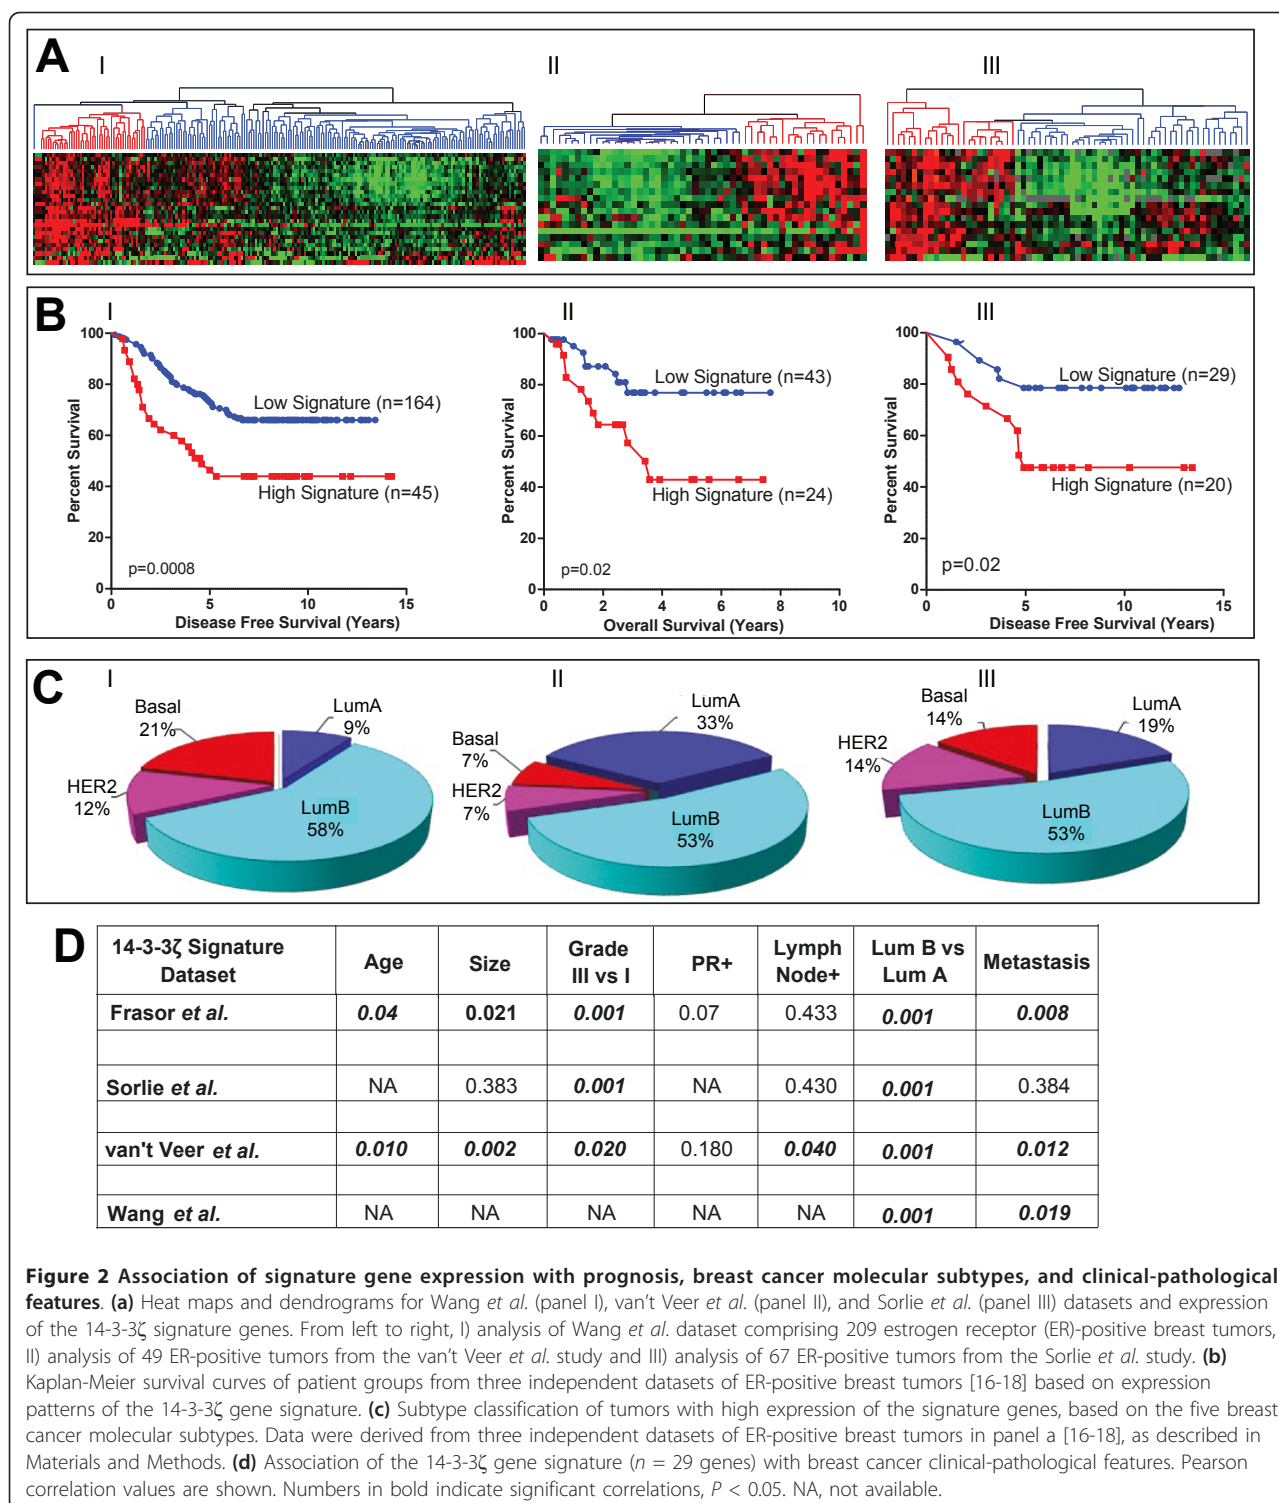 A
I
II
III
B
I
II
III
100
80
60
40
20
0
Percent Survival
Low Signature (n=164)
High Signature (n=45)
p=0.0008
0 5 10 15
Disease Free Survival (Years)
100
80
60
40
20
0
Percent Survival
Low Signature (n=43)
High Signature (n=24)
p=0.02
0 2 4 6 8 10
Overall Survival (Years)
100
80
60
40
20
0
Percent Survival
Low Signature (n=29)
High Signature (n=20)
p=0.02
0 5 10 15
Disease Free Survival (Years)
C
I
Basal
21%
LumA
9%
HER2
12%
LumB
58%
II
LumA
33%
Basal
7%
HER2
7%
LumB
53%
III
Basal
14%
LumA
19%
HER2
14%
LumB
53%
D
14-3-3ζ Signature Dataset Age Size Grade III vs I PR+ Lymph Node+ Lum B vs Lum A Metastasis
Frasor et al. 0.04 0.021 0.001 0.07 0.433 0.001 0.008
Sorlie et al. NA 0.383 0.001 NA 0.430 0.001 0.384
van't Veer et al. 0.010 0.002 0.020 0.180 0.040 0.001 0.012
Wang et al. NA NA NA NA NA 0.001 0.019
Figure 2 Association of signature gene expression with prognosis, breast cancer molecular subtypes, and clinical-pathological
features. (a) Heat maps and dendrograms for Wang et al. (panel I), van't Veer et al. (panel II), and Sorlie et al. (panel III) datasets and expression
of the 14-3-3ζ signature genes. From left to right, I) analysis of Wang et al. dataset comprising 209 estrogen receptor (ER)-positive breast tumors,
II) analysis of 49 ER-positive tumors from the van't Veer et al. study and III) analysis of 67 ER-positive tumors from the Sorlie et al. study. (b)
Kaplan-Meier survival curves of patient groups from three independent datasets of ER-positive breast tumors [16-18] based on expression
patterns of the 14-3-3ζ gene signature. (c) Subtype classification of tumors with high expression of the signature genes, based on the five breast
cancer molecular subtypes. Data were derived from three independent datasets of ER-positive breast tumors in panel a [16-18], as described in
Materials and Methods. (d) Association of the 14-3-3ζ gene signature (n = 29 genes) with breast cancer clinical-pathological features. Pearson
correlation values are shown. Numbers in bold indicate significant correlations, P < 0.05. NA, not available.